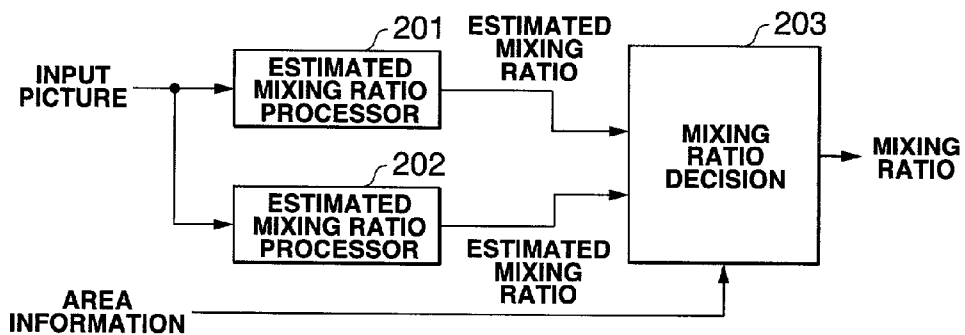 201
ESTIMATED
MIXING
RATIO
203
INPUT
PICTURE
ESTIMATED
MIXING RATIO
PROCESSOR
MIXING
RATIO
DECISION
MIXING
RATIO
202
ESTIMATED
MIXING RATIO
PROCESSOR
ESTIMATED
MIXING
RATIO
AREA
INFORMATION